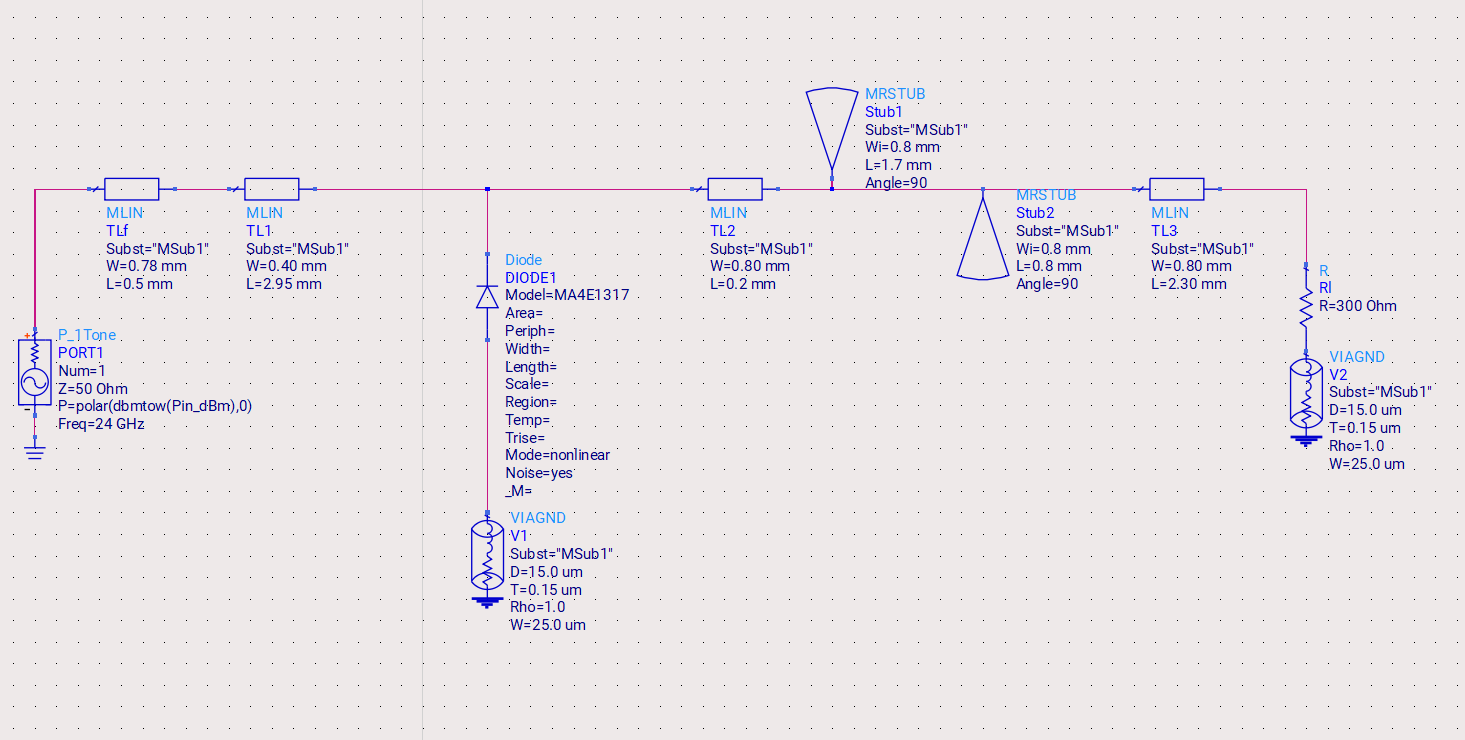 MRSTUB
Stub1
Subst="MSub1"
Wi=0.8 mm
L=1.7 mm
Angle=90
MLIN
TLf
Subst="MSub1"
W=0.78 mm
L=0.5 mm
MLIN
TL1
Subst="MSub1"
W=0.40 mm
L=2.95 mm
MLIN
TL2
Subst="MSub1"
W=0.80 mm
L=0.2 mm
MRSTUB
Stub2
Subst="MSub1"
Wi=0.8 mm
L=0.8 mm
Angle=90
MLIN
TL3
Subst="MSub1"
W=0.80 mm
L=2.30 mm
Diode
DIODE1
Model=MA4E1317
Area=
Periph=
Width=
Length=
Scale=
Region=
Temp=
Trise=
Mode=nonlinear
Noise=yes
_M=
R
Rl
R=300 Ohm
+
-
P_1Tone
PORT1
Num=1
Z=50 Ohm
P=polar(dbmtow(Pin_dBm),0)
Freq=24 GHz
VIAGND
V2
Subst="MSub1"
D=15.0 um
T=0.15 um
Rho=1.0
W=25.0 um
VIAGND
V1
Subst="MSub1"
D=15.0 um
T=0.15 um
Rho=1.0
W=25.0 um